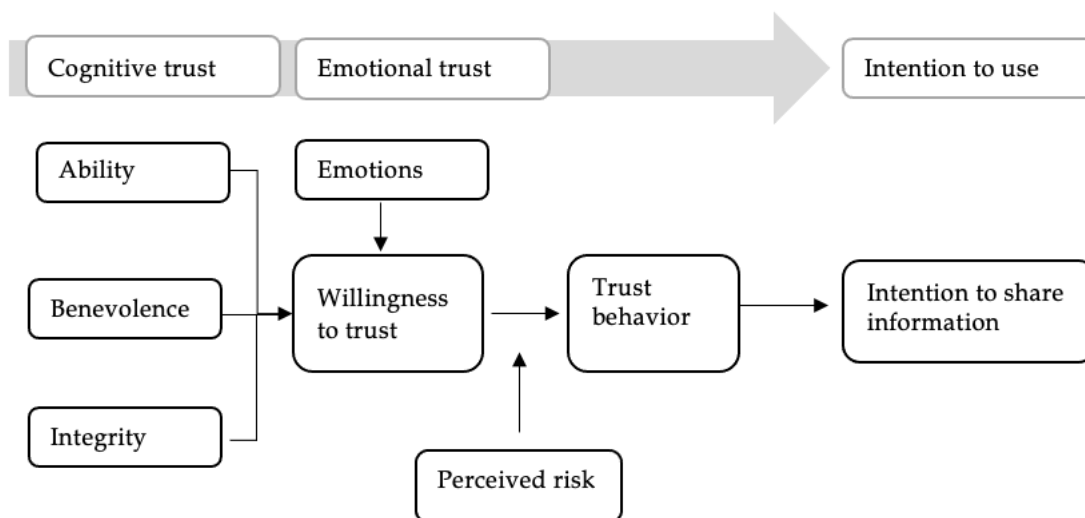 Cognitive trust
Emotional trust
Intention to use
Ability
Emotions
Benevolence
Willingness
to trust
Trust
behavior
Intention to share
information
Integrity
Perceived risk